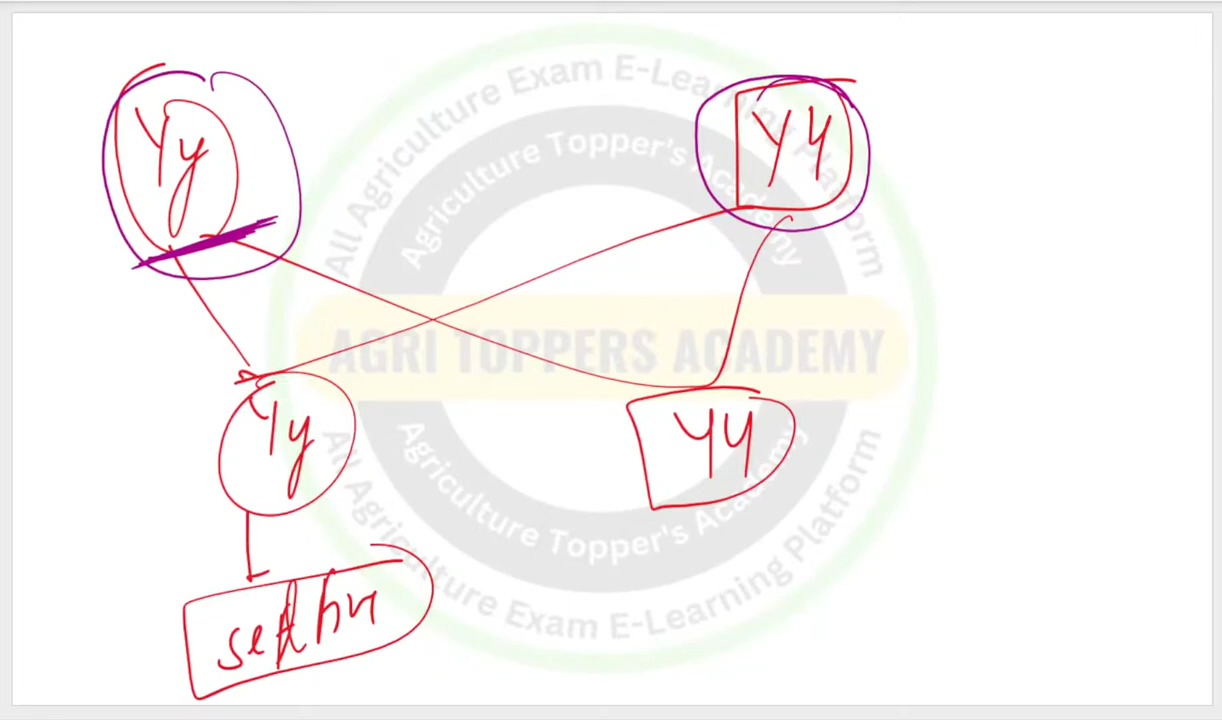 Yy
YY
All Agriculture Exam E-Learning Platform
Agriculture Topper's Academy
AGRI TOPPERS ACADEMY
Yy
YY
Agriculture Topper's Academy
All Agriculture Exam E-Learning Platform